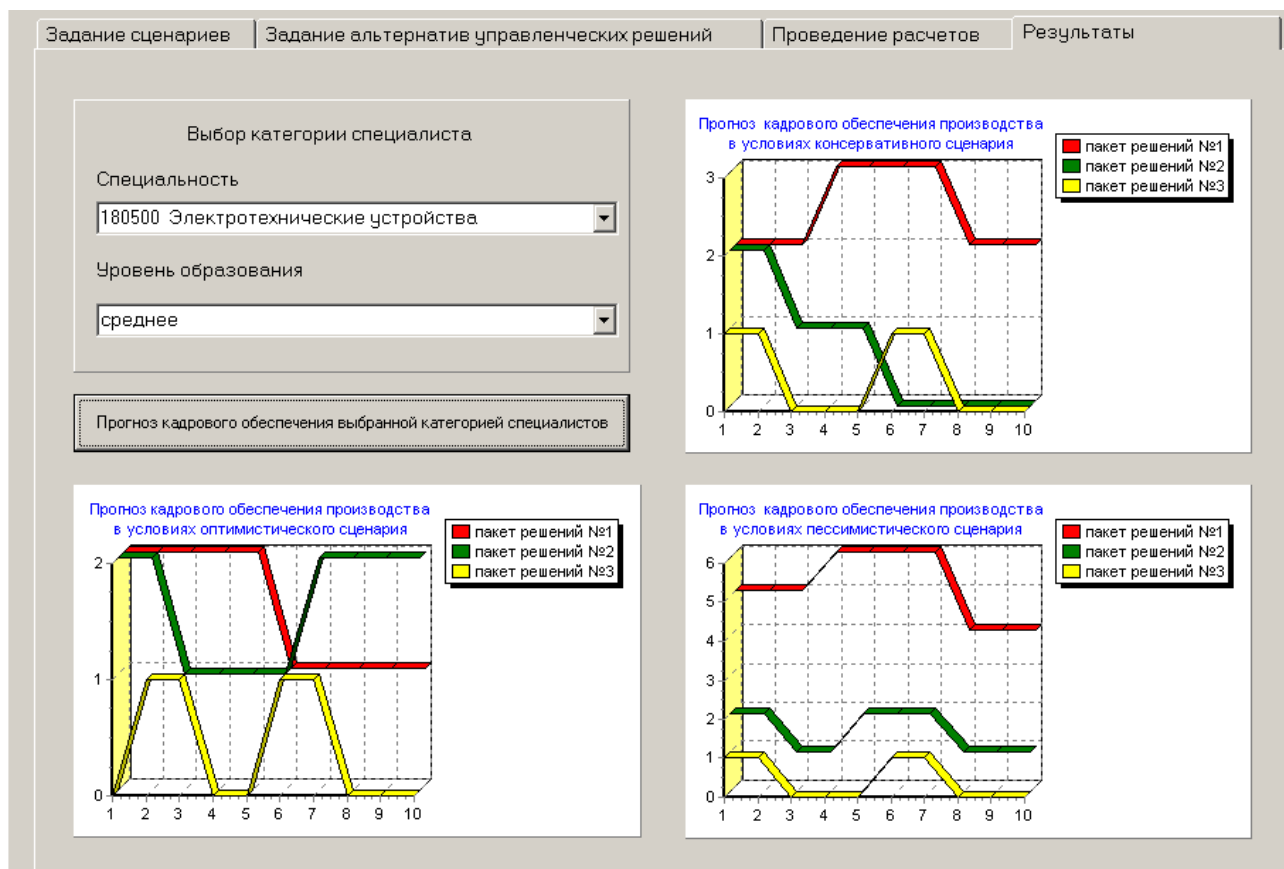 Задание сценариев
Задание альтернатив управленческих решений
Проведение расчетов
Результаты
Выбор категории специалиста
Специальность
180500 Электротехнические устройства
Уровень образования
среднее
Прогноз кадрового обеспечения выбранной категорией специалистов
Прогноз кадрового обеспечения производства
в условиях консервативного сценария
пакет решений №1
пакет решений №2
пакет решений №3
3
2
1
0
1 2 3 4 5 6 7 8 9 10
Прогноз кадрового обеспечения производства
в условиях оптимистического сценария
пакет решений №1
пакет решений №2
пакет решений №3
2
1
0
1 2 3 4 5 6 7 8 9 10
Прогноз кадрового обеспечения производства
в условиях пессимистического сценария
пакет решений №1
пакет решений №2
пакет решений №3
6
5
4
3
2
1
0
1 2 3 4 5 6 7 8 9 10